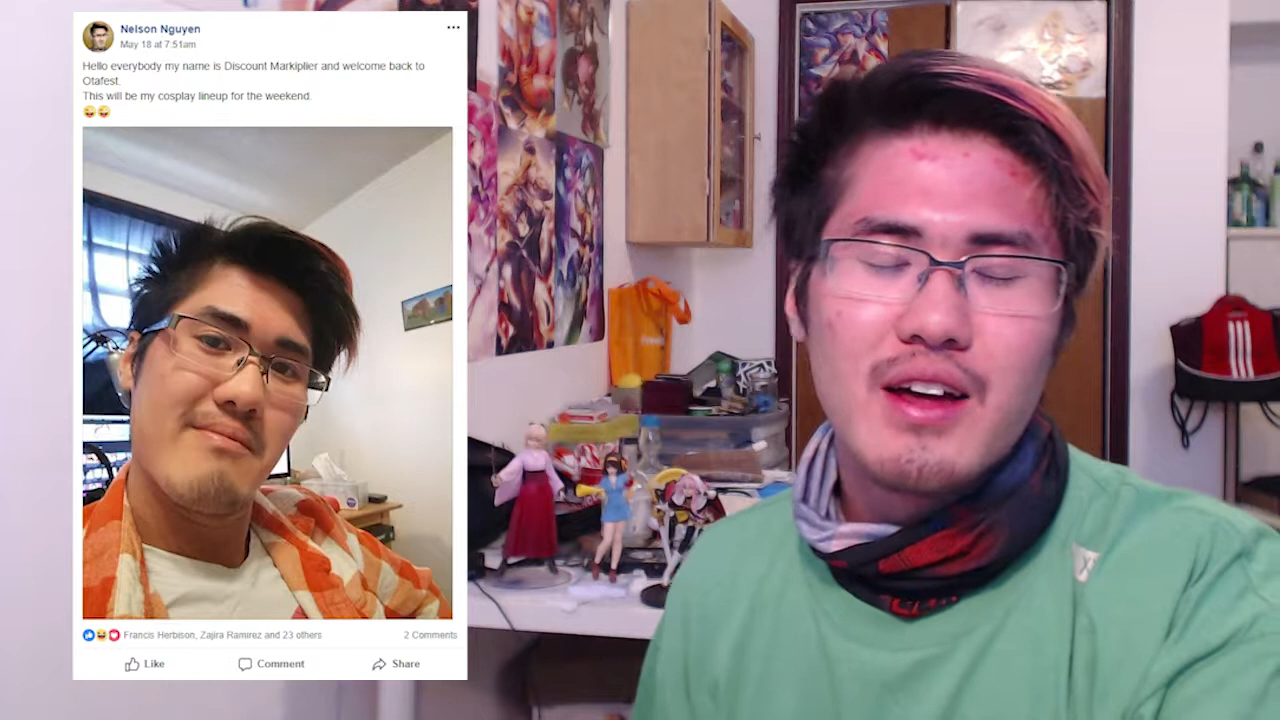 Nelson Nguyen
May 18 at 7:51am
Hello everybody my name is Discount Markiplier and welcome back to
Otafest.
This will be my cosplay lineup for the weekend.
Francis Herbison, Zajira Ramirez and 23 others
2 Comments
Like
Comment
Share